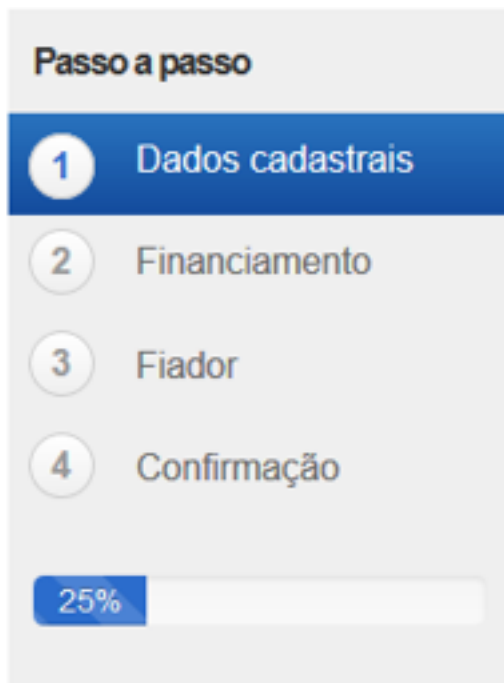 Passo a passo
1 Dados cadastrais
2 Financiamento
3 Fiador
4 Confirmação
25%